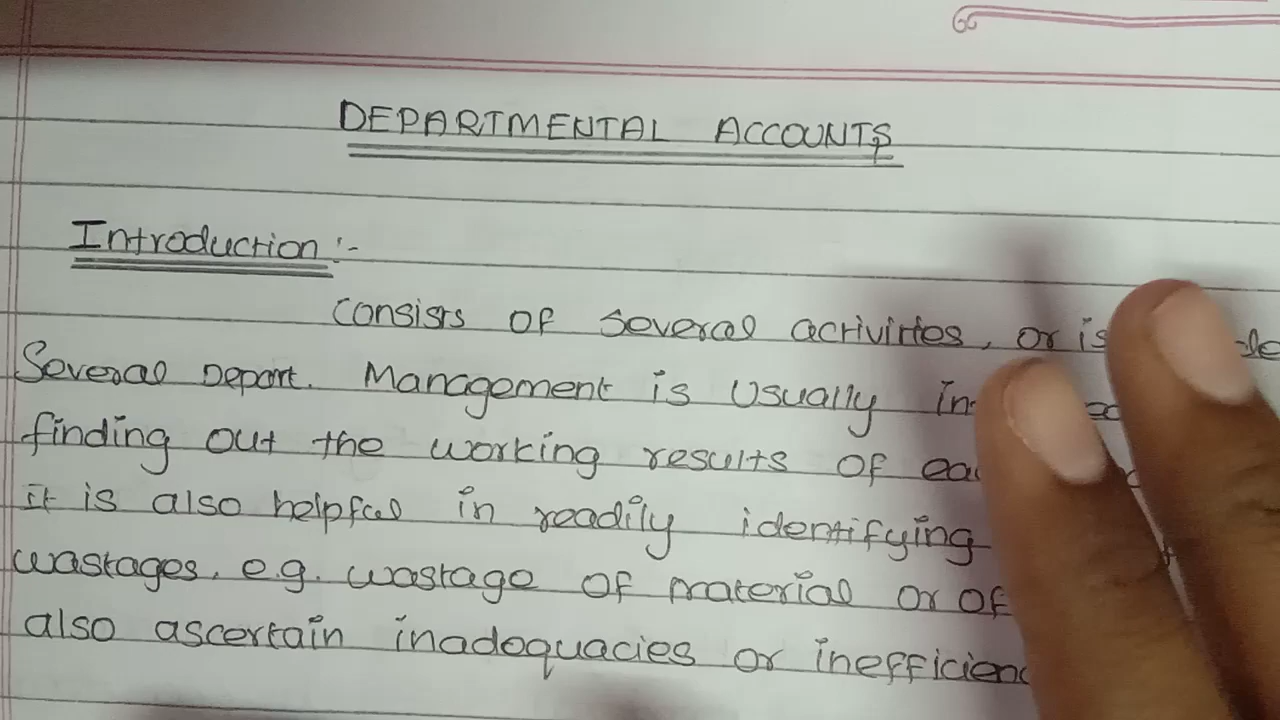 DEPARTMENTAL ACCOUNTS
Introduction :-
Consists of several activities, or is
Several Depart. Management is usually
finding out the working results of
It is also helpful in readily identifying
wastages, e.g. wastage of material or of
also ascertain inadequacies or